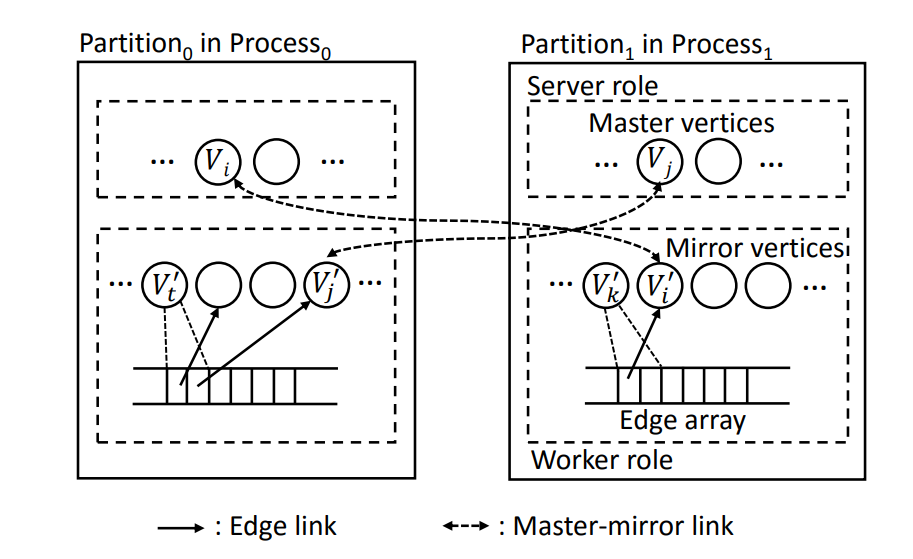 Partition₀ in Process₀
Partition₁ in Process₁
Server role
Master vertices
... Vᵢ ...
... Vⱼ ...
Mirror vertices
... V′ₜ V′ⱼ ...
... V′ₖ V′ᵢ ...
Edge array
Worker role
: Edge link
: Master-mirror link